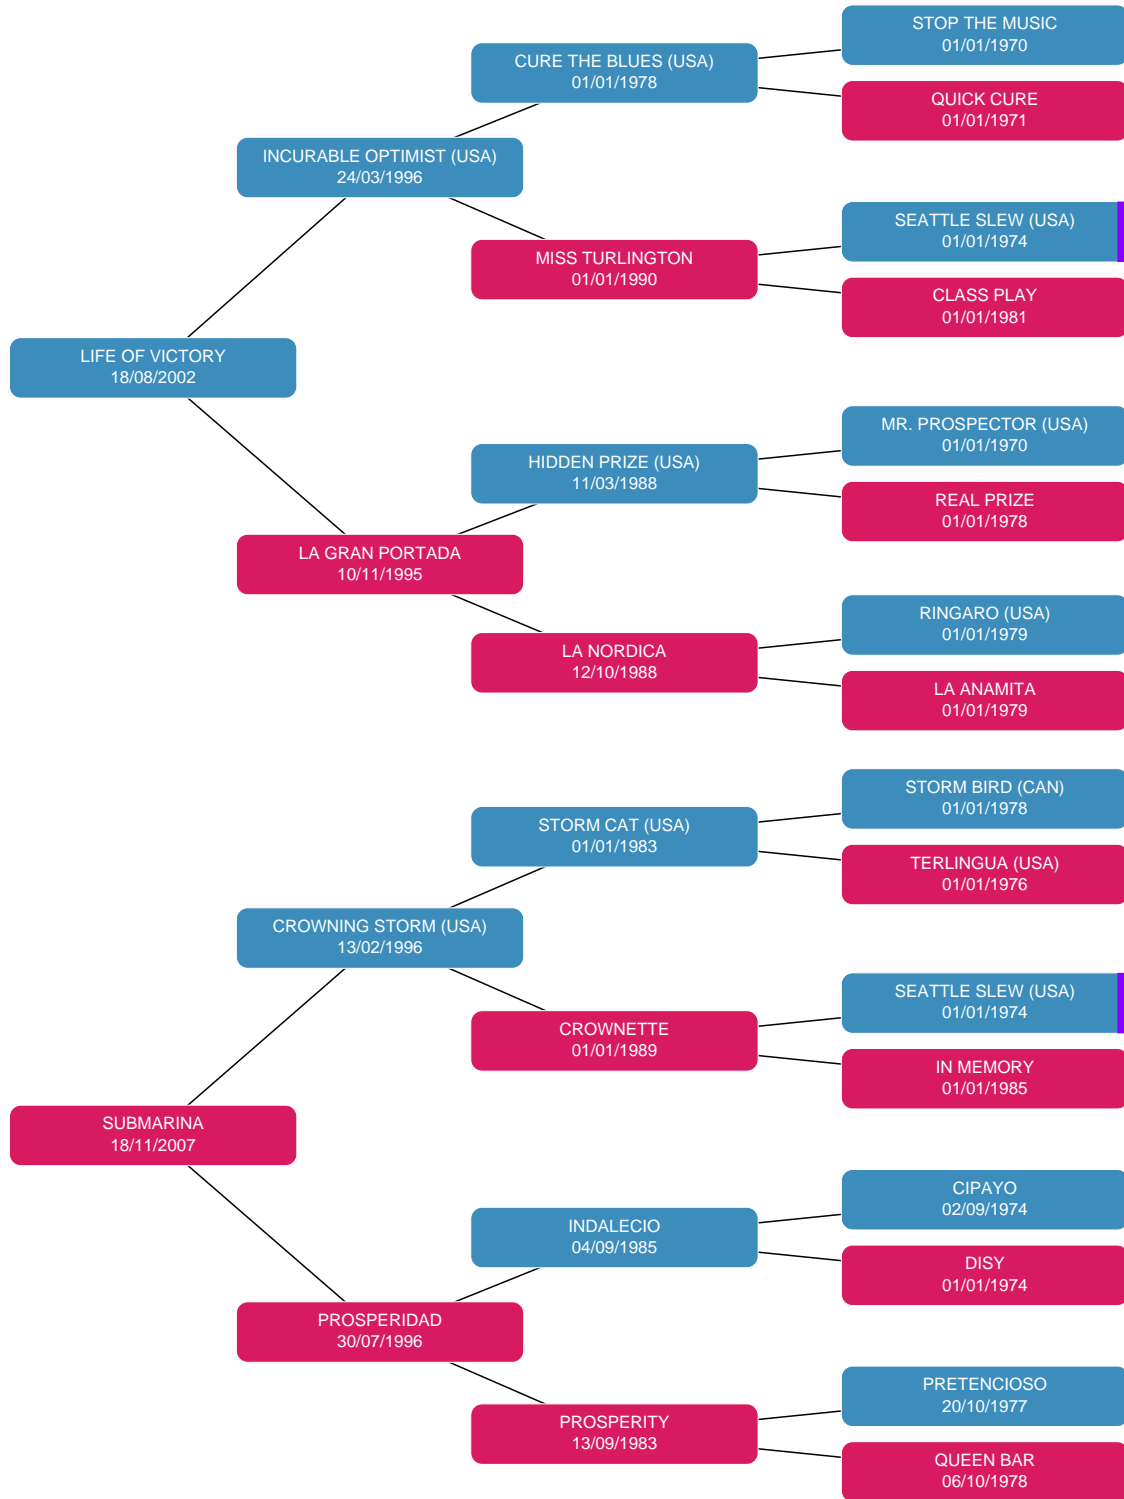 STOP THE MUSIC
01/01/1970
CURE THE BLUES (USA)
01/01/1978
QUICK CURE
01/01/1971
INCURABLE OPTIMIST (USA)
24/03/1996
SEATTLE SLEW (USA)
01/01/1974
MISS TURLINGTON
01/01/1990
CLASS PLAY
01/01/1981
LIFE OF VICTORY
18/08/2002
MR. PROSPECTOR (USA)
01/01/1970
HIDDEN PRIZE (USA)
11/03/1988
REAL PRIZE
01/01/1978
LA GRAN PORTADA
10/11/1995
RINGARO (USA)
01/01/1979
LA NORDICA
12/10/1988
LA ANAMITA
01/01/1979
STORM BIRD (CAN)
01/01/1978
STORM CAT (USA)
01/01/1983
TERLINGUA (USA)
01/01/1976
CROWNING STORM (USA)
13/02/1996
SEATTLE SLEW (USA)
01/01/1974
CROWNETTE
01/01/1989
IN MEMORY
01/01/1985
SUBMARINA
18/11/2007
CIPAYO
02/09/1974
INDALECIO
04/09/1985
DISY
01/01/1974
PROSPERIDAD
30/07/1996
PRETENCIOSO
20/10/1977
PROSPERITY
13/09/1983
QUEEN BAR
06/10/1978